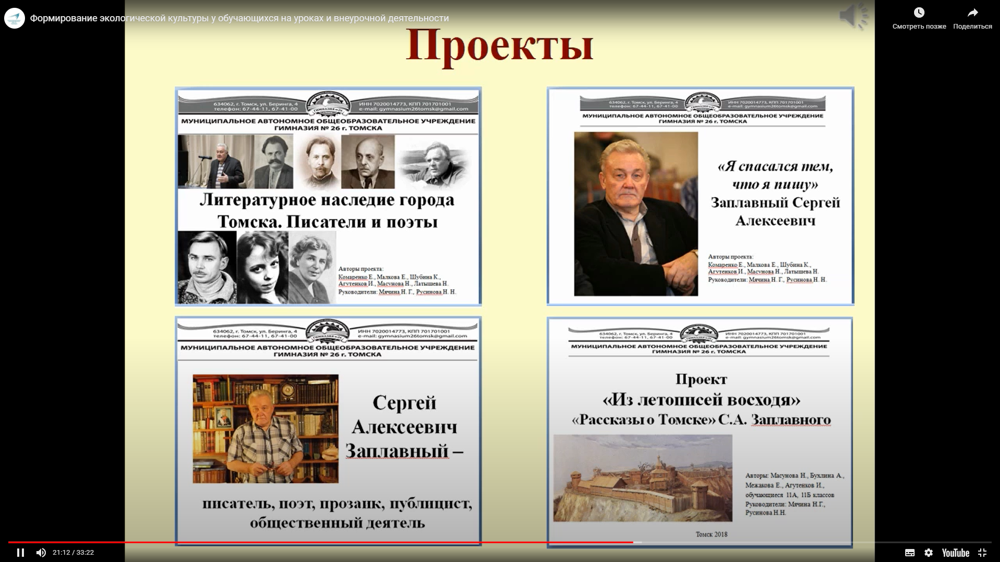 Формирование экологической культуры у обучающихся на уроках и внеурочной деятельности
Смотреть позже
Поделиться
Проекты
634062, г. Томск, ул. Беринга, 4
телефон: 67-44-11, 67-41-00
ГИМНАЗИЯ №26
ИНН 7020014773, КПП 701701001
e-mail: gymnasium26tomsk@gmail.com
МУНИЦИПАЛЬНОЕ АВТОНОМНОЕ ОБЩЕОБРАЗОВАТЕЛЬНОЕ УЧРЕЖДЕНИЕ
ГИМНАЗИЯ № 26 г. ТОМСКА
Литературное наследие города
Томска. Писатели и поэты
Авторы проекта:
Комаренко Е., Малкова Е., Шубина К.,
Агутенков И., Масунова Н., Латышева Н.
Руководители: Мячина Н. Г., Русинова Н. Н.
634062, г. Томск, ул. Беринга, 4
телефон: 67-44-11, 67-41-00
ИНН 7020014773, КПП 701701001
e-mail: gymnasium26tomsk@gmail.com
МУНИЦИПАЛЬНОЕ АВТОНОМНОЕ ОБЩЕОБРАЗОВАТЕЛЬНОЕ УЧРЕЖДЕНИЕ
ГИМНАЗИЯ № 26 г. ТОМСКА
«Я спасался тем,
что я пишу»
Заплавный Сергей
Алексеевич
Авторы проекта:
Комаренко Е., Малкова Е., Шубина К.,
Агутенков И., Масунова Н., Латышева Н.
Руководители: Мячина Н. Г., Русинова Н. Н.
634062, г. Томск, ул. Беринга, 4
телефон: 67-44-11, 67-41-00
ИНН 7020014773, КПП 701701001
e-mail: gymnasium26tomsk@gmail.com
МУНИЦИПАЛЬНОЕ АВТОНОМНОЕ ОБЩЕОБРАЗОВАТЕЛЬНОЕ УЧРЕЖДЕНИЕ
ГИМНАЗИЯ № 26 г. ТОМСКА
Сергей
Алексеевич
Заплавный –
писатель, поэт, прозаик, публицист,
общественный деятель
634062, г. Томск, ул. Беринга, 4
телефон: 67-44-11, 67-41-00
ИНН 7020014773, КПП 701701001
e-mail: gymnasium26tomsk@gmail.com
МУНИЦИПАЛЬНОЕ АВТОНОМНОЕ ОБЩЕОБРАЗОВАТЕЛЬНОЕ УЧРЕЖДЕНИЕ
ГИМНАЗИЯ № 26 г. ТОМСКА
Проект
«Из летописей восходя»
«Рассказы о Томске» С.А. Заплавного
Авторы: Масунова Н., Бухлина А.,
Межакова Е., Агутенков И.,
обучающиеся 11А, 11Б классов
Руководители: Мячина Н.Г.,
Русинова Н.Н.
Томск 2018
21:12 / 33:22
YouTube